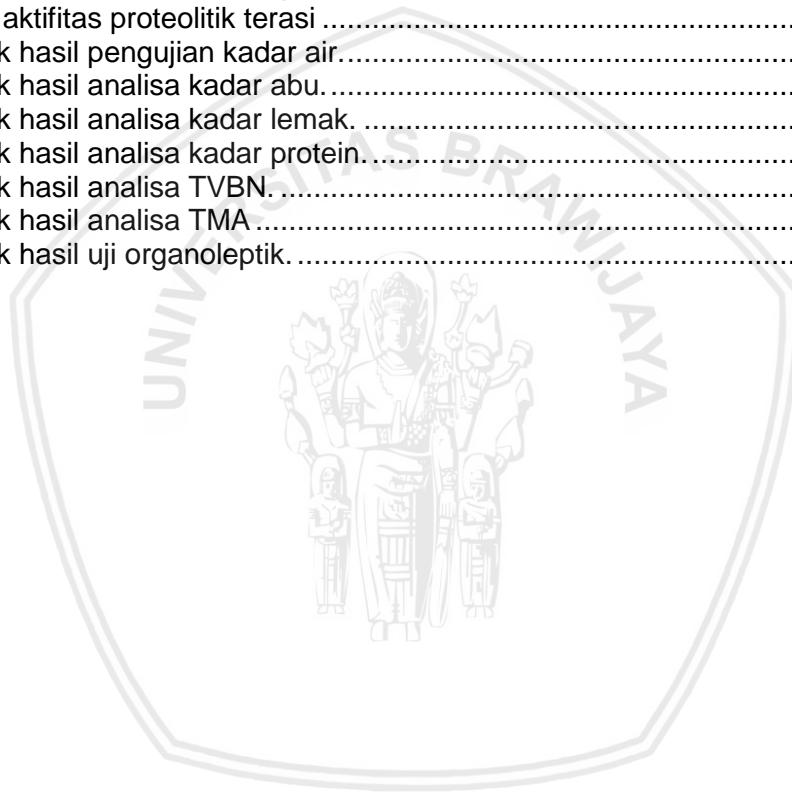 aktifitas proteolitik terasi ................................................................
k hasil pengujian kadar air. ................................................................
k hasil analisa kadar abu. ................................................................
k hasil analisa kadar lemak. ................................................................
k hasil analisa kadar protein. ................................................................
k hasil analisa TVBN. ................................................................
k hasil analisa TMA ................................................................
k hasil uji organoleptik. ................................................................
UNIVERSITAS BRAWIJAYA